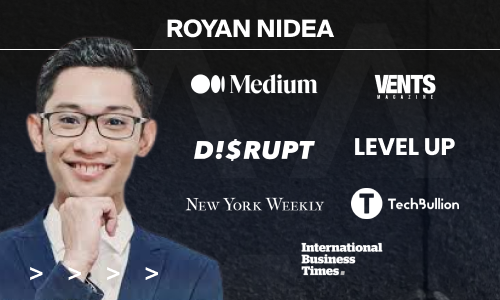 ROYAN NIDEA
Medium
VENTS
MAGAZINE
D!$RUPT
LEVEL UP
NEW YORK WEEKLY
T TechBullion
International
Business
Times
> > > >